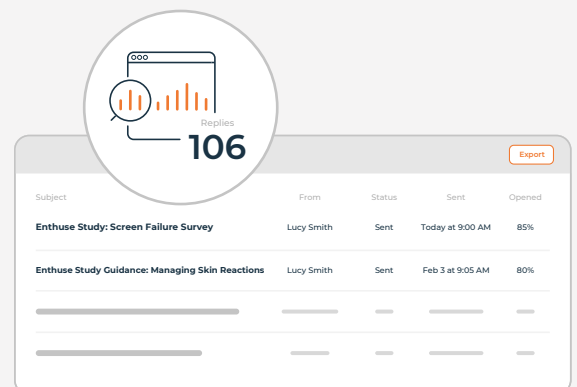 Replies
106
Export
Subject From Status Sent Opened
Enthuse Study: Screen Failure Survey Lucy Smith Sent Today at 9:00 AM 85%
Enthuse Study Guidance: Managing Skin Reactions Lucy Smith Sent Feb 3 at 9:05 AM 80%